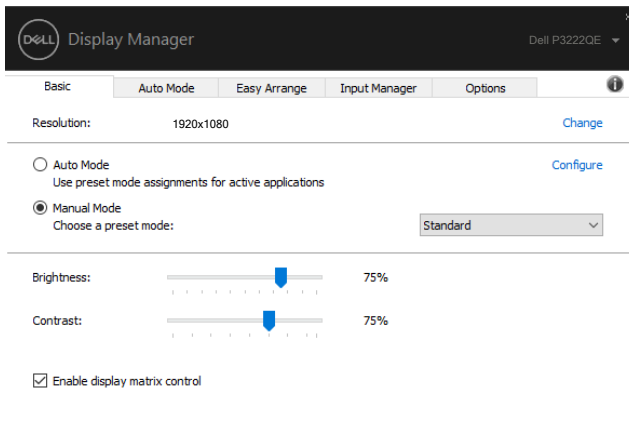 DELL Display Manager Dell P3222QE
Basic Auto Mode Easy Arrange Input Manager Options
Resolution: 1920x1080 Change
Auto Mode Configure
Use preset mode assignments for active applications
Manual Mode
Choose a preset mode: Standard
Brightness: 75%
Contrast: 75%
Enable display matrix control